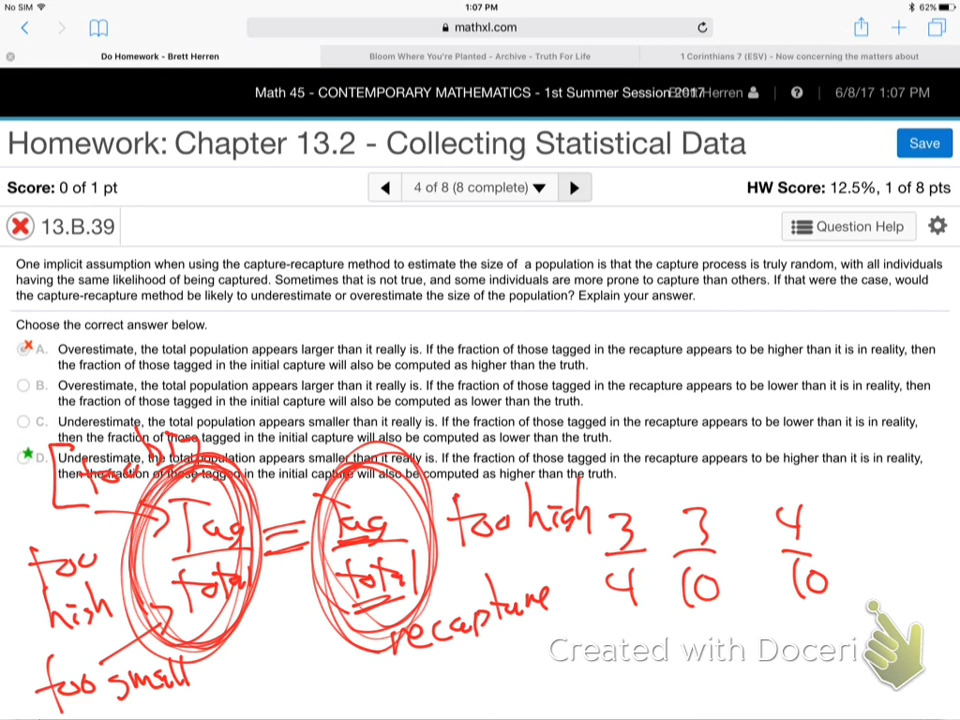 No SIM 1:07 PM 62%
mathxl.com
Do Homework - Brett Herren Bloom Where You're Planted - Archive - Truth For Life 1 Corinthians 7 (ESV) - Now concerning the matters about
Math 45 - CONTEMPORARY MATHEMATICS - 1st Summer Session 2017 Herren 6/8/17 1:07 PM
Homework: Chapter 13.2 - Collecting Statistical Data Save
Score: 0 of 1 pt 4 of 8 (8 complete) HW Score: 12.5%, 1 of 8 pts
13.B.39 Question Help
One implicit assumption when using the capture-recapture method to estimate the size of a population is that the capture process is truly random, with all individuals
having the same likelihood of being captured. Sometimes that is not true, and some individuals are more prone to capture than others. If that were the case, would
the capture-recapture method be likely to underestimate or overestimate the size of the population? Explain your answer.
Choose the correct answer below.
A. Overestimate, the total population appears larger than it really is. If the fraction of those tagged in the recapture appears to be higher than it is in reality, then
the fraction of those tagged in the initial capture will also be computed as higher than the truth.
B. Overestimate, the total population appears larger than it really is. If the fraction of those tagged in the recapture appears to be lower than it is in reality, then
the fraction of those tagged in the initial capture will also be computed as lower than the truth.
C. Underestimate, the total population appears smaller than it really is. If the fraction of those tagged in the recapture appears to be lower than it is in reality,
then the fraction of those tagged in the initial capture will also be computed as lower than the truth.
D. Underestimate, the total population appears smaller than it really is. If the fraction of those tagged in the recapture appears to be higher than it is in reality,
then the fraction of those tagged in the initial capture will also be computed as higher than the truth.
Tag = Tag too high 3 3 4
total total 4 10 10
too
high
recapture
too small
Created with Doceri